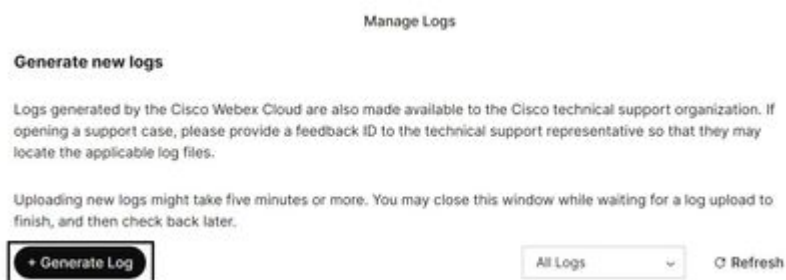 Manage Logs
Generate new logs
Logs generated by the Cisco Webex Cloud are also made available to the Cisco technical support organization. If
opening a support case, please provide a feedback ID to the technical support representative so that they may
locate the applicable log files.
Uploading new logs might take five minutes or more. You may close this window while waiting for a log upload to
finish, and then check back later.
+ Generate Log All Logs Refresh